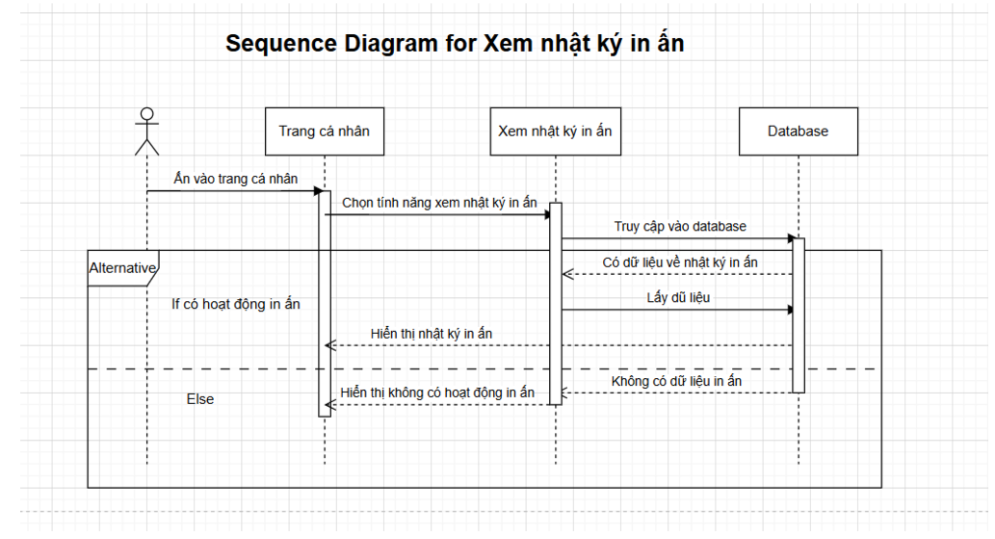 Sequence Diagram for Xem nhật ký in ấn
Trang cá nhân
Xem nhật ký in ấn
Database
Ấn vào trang cá nhân
Chọn tính năng xem nhật ký in ấn
Truy cập vào database
Alternative
Có dữ liệu về nhật ký in ấn
If có hoạt động in ấn
Lấy dũ liệu
Hiển thị nhật ký in ấn
Không có dữ liệu in ấn
Else
Hiển thị không có hoạt động in ấn